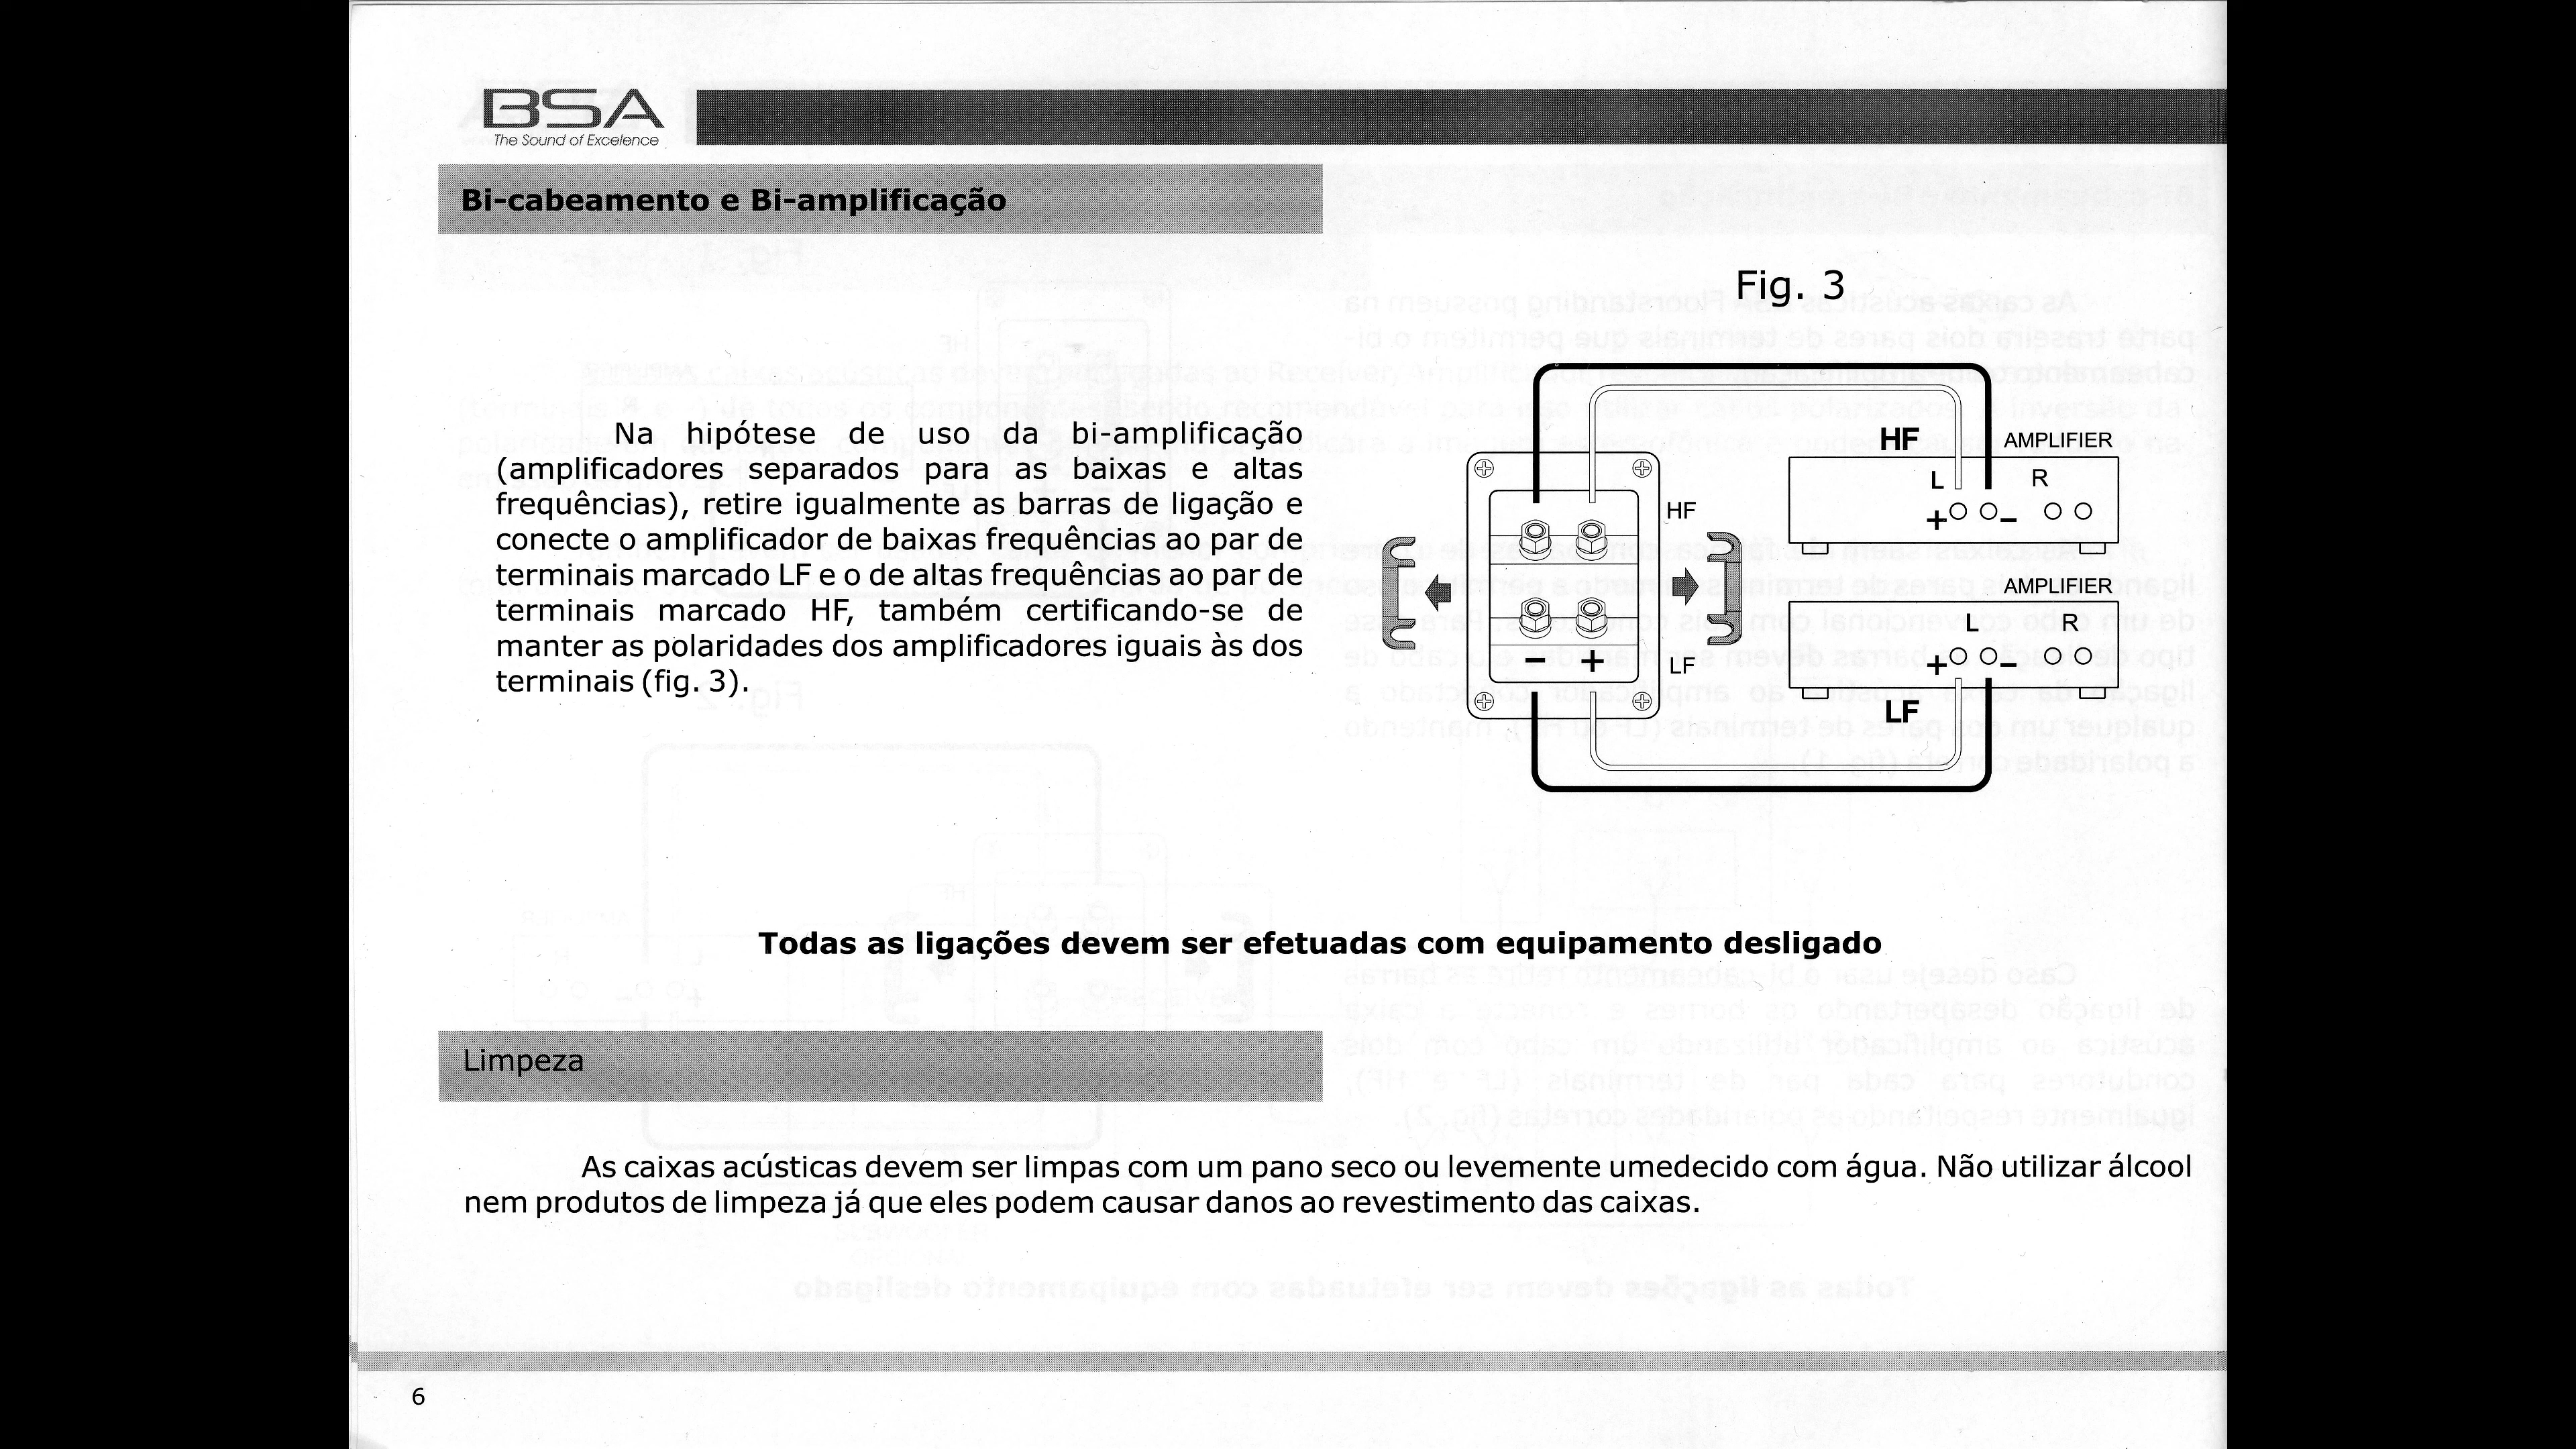 BSA
The Sound of Excelence
Bi-cabeamento e Bi-amplificação
Na hipótese de uso da bi-amplificação
(amplificadores separados para as baixas e altas
frequências), retire igualmente as barras de ligação e
conecte o amplificador de baixas frequências ao par de
terminais marcado LF e o de altas frequências ao par de
terminais marcado HF, também certificando-se de
manter as polaridades dos amplificadores iguais às dos
terminais (fig. 3).
Fig. 3
HF AMPLIFIER
L R
HF
+ −
AMPLIFIER
L R
− + LF
+ −
LF
Todas as ligações devem ser efetuadas com equipamento desligado
Limpeza
As caixas acústicas devem ser limpas com um pano seco ou levemente umedecido com água. Não utilizar álcool
nem produtos de limpeza já que eles podem causar danos ao revestimento das caixas.
6